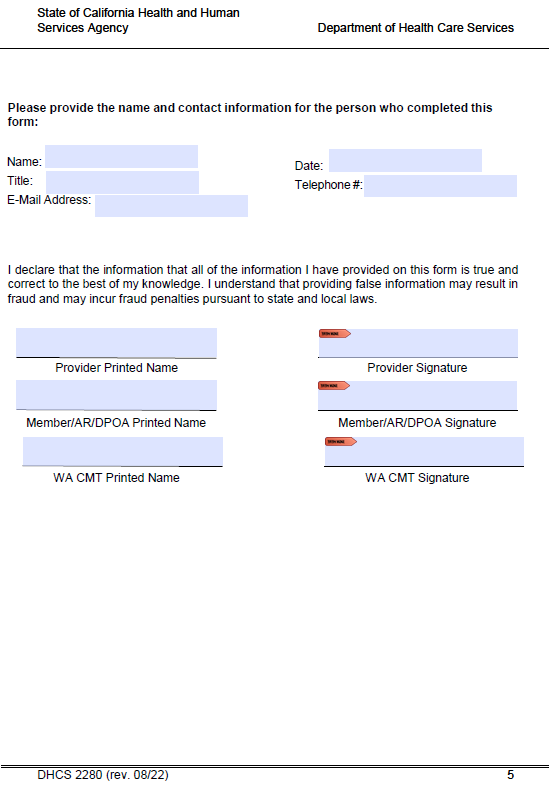 State of California Health and Human
Services Agency
Department of Health Care Services
Please provide the name and contact information for the person who completed this
form:
Name:
Date:
Title:
Telephone #:
E-Mail Address:
I declare that the information that all of the information I have provided on this form is true and
correct to the best of my knowledge. I understand that providing false information may result in
fraud and may incur fraud penalties pursuant to state and local laws.
Provider Printed Name
Provider Signature
Member/AR/DPOA Printed Name
Member/AR/DPOA Signature
WA CMT Printed Name
WA CMT Signature
DHCS 2280 (rev. 08/22)
5